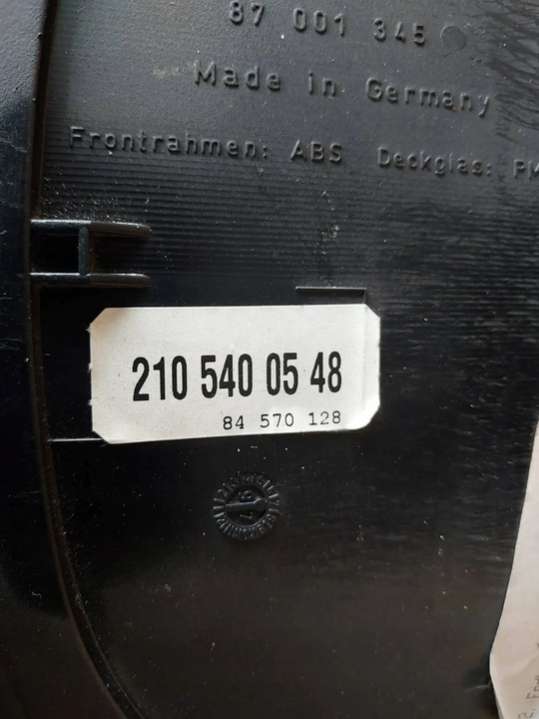 87 001 345
Made in Germany
Frontrahmen: ABS Deckglas: PM
210 540 05 48
84 570 128